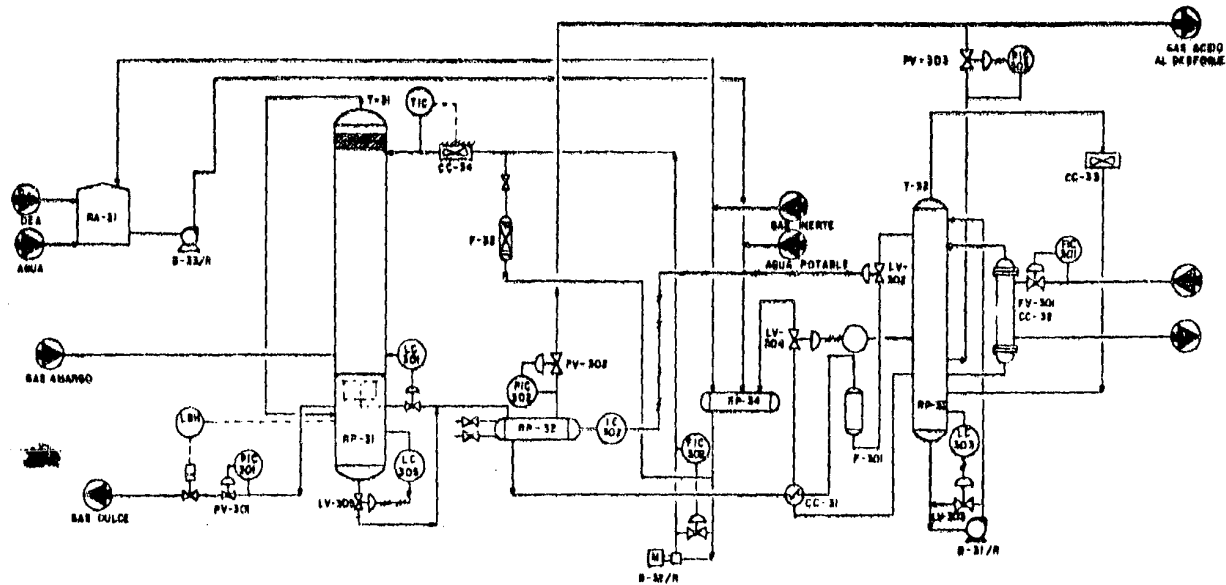 GAS ACIDO
AL DESFOGUE
PV-303
PIC
T-31
TIC
CC-34
T-32
CC-33
DEA
AGUA
RA-31
B-33/R
F-32
GAS INERTE
AGUA POTABLE
LV-302
FIC
301
FV-301
CC-32
LV-304
GAS AMARGO
LC
301
PV-302
PIC
302
RP-34
RP-33
LSH
PIC
301
RP-31
RP-32
LC
302
F-301
LC
303
LC
305
FIC
302
GAS DULCE
PV-301
LV-305
CC-31
LV-303
M
B-32/R
B-31/R